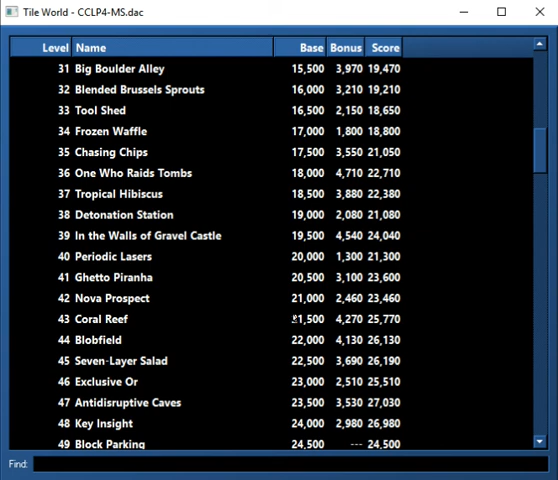 Tile World - CCLP4-MS.dac
Level Name Base Bonus Score
31 Big Boulder Alley 15,500 3,970 19,470
32 Blended Brussels Sprouts 16,000 3,210 19,210
33 Tool Shed 16,500 2,150 18,650
34 Frozen Waffle 17,000 1,800 18,800
35 Chasing Chips 17,500 3,550 21,050
36 One Who Raids Tombs 18,000 4,710 22,710
37 Tropical Hibiscus 18,500 3,880 22,380
38 Detonation Station 19,000 2,080 21,080
39 In the Walls of Gravel Castle 19,500 4,540 24,040
40 Periodic Lasers 20,000 1,300 21,300
41 Ghetto Piranha 20,500 3,100 23,600
42 Nova Prospect 21,000 2,460 23,460
43 Coral Reef 21,500 4,270 25,770
44 Blobfield 22,000 4,130 26,130
45 Seven-Layer Salad 22,500 3,690 26,190
46 Exclusive Or 23,000 2,510 25,510
47 Antidisruptive Caves 23,500 3,530 27,030
48 Key Insight 24,000 2,980 26,980
49 Block Parking 24,500 --- 24,500
Find: